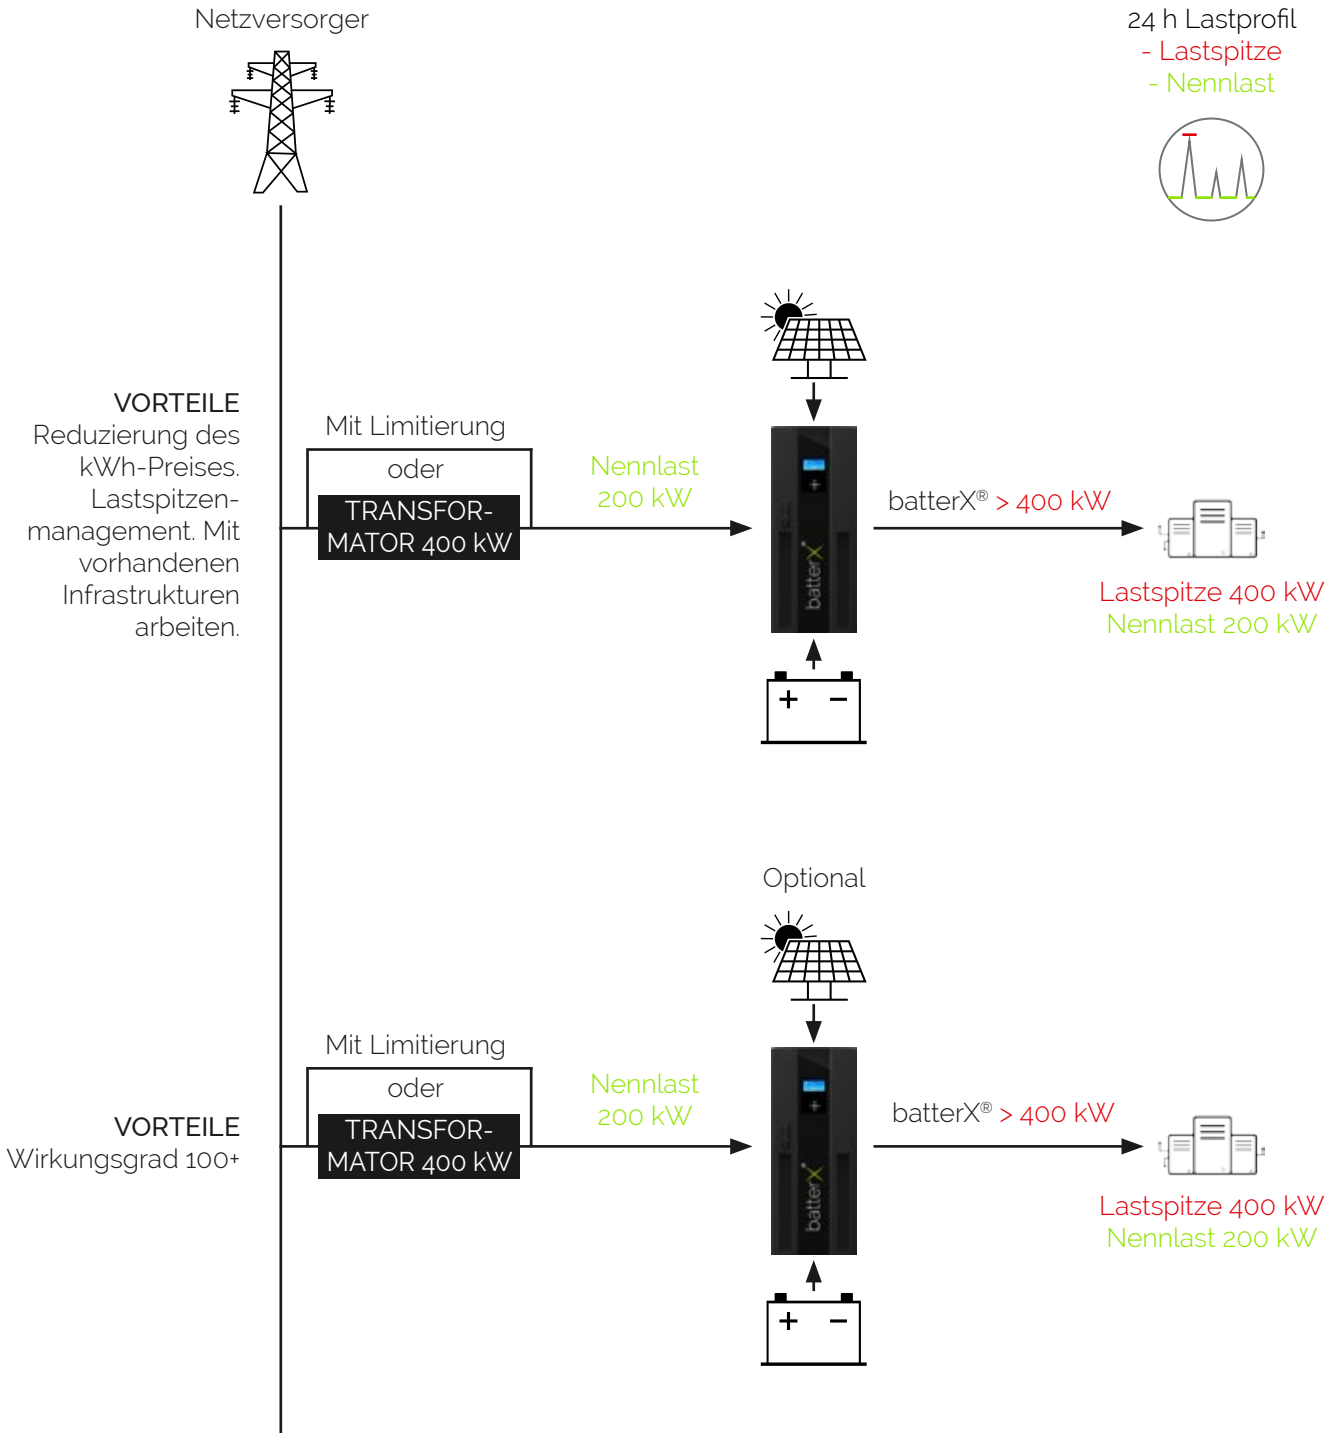 Netzversorger
24 h Lastprofil
- Lastspitze
- Nennlast
VORTEILE
Reduzierung des
kWh-Preises.
Lastspitzen-
management. Mit
vorhandenen
Infrastrukturen
arbeiten.
Mit Limitierung
oder
TRANSFOR-
MATOR 400 kW
Nennlast
200 kW
batterX
batterX® > 400 kW
Lastspitze 400 kW
Nennlast 200 kW
Optional
VORTEILE
Wirkungsgrad 100+
Mit Limitierung
oder
TRANSFOR-
MATOR 400 kW
Nennlast
200 kW
batterX
batterX® > 400 kW
Lastspitze 400 kW
Nennlast 200 kW